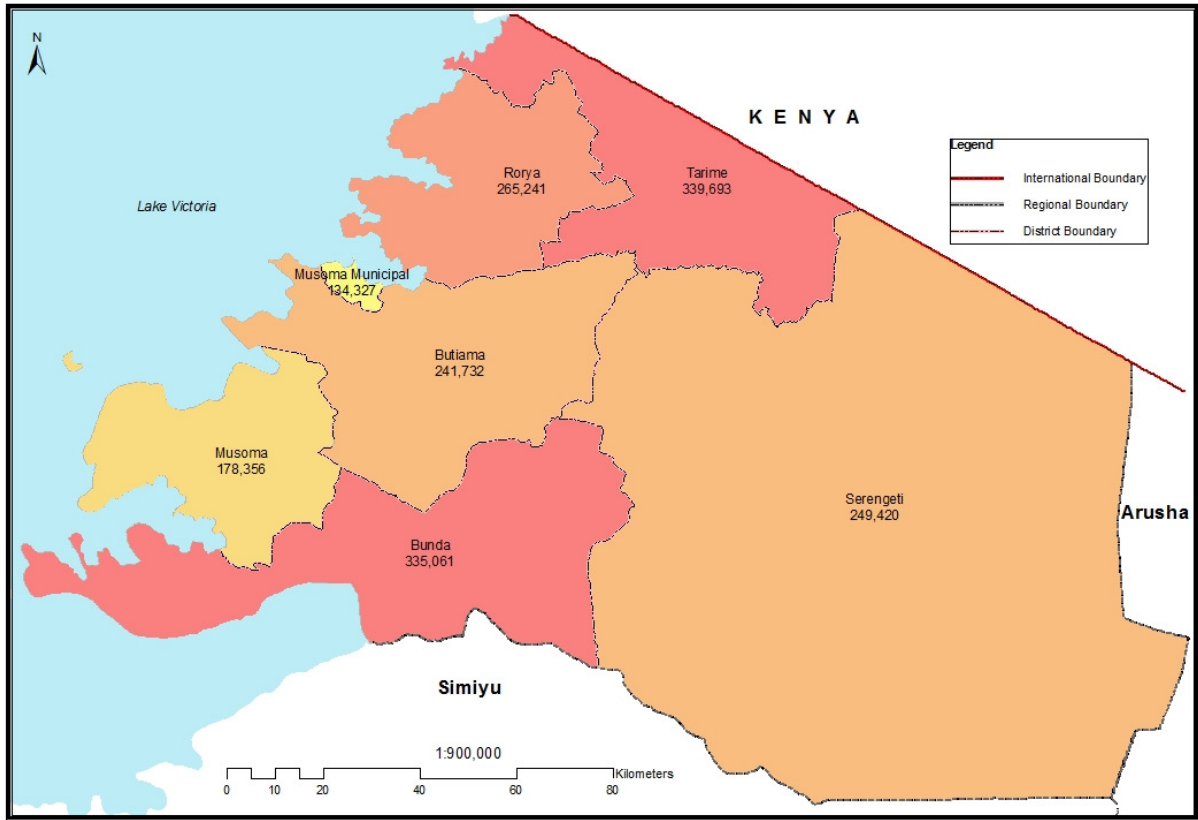 N
K E N Y A
Legend
International Boundary
Regional Boundary
District Boundary
Rorya
265,241
Tarime
339,693
Lake Victoria
Musoma Municipal
134,327
Butiama
241,732
Musoma
178,356
Serengeti
249,420
Arusha
Bunda
335,061
Simiyu
1:900,000
Kilometers
0 10 20 40 60 80